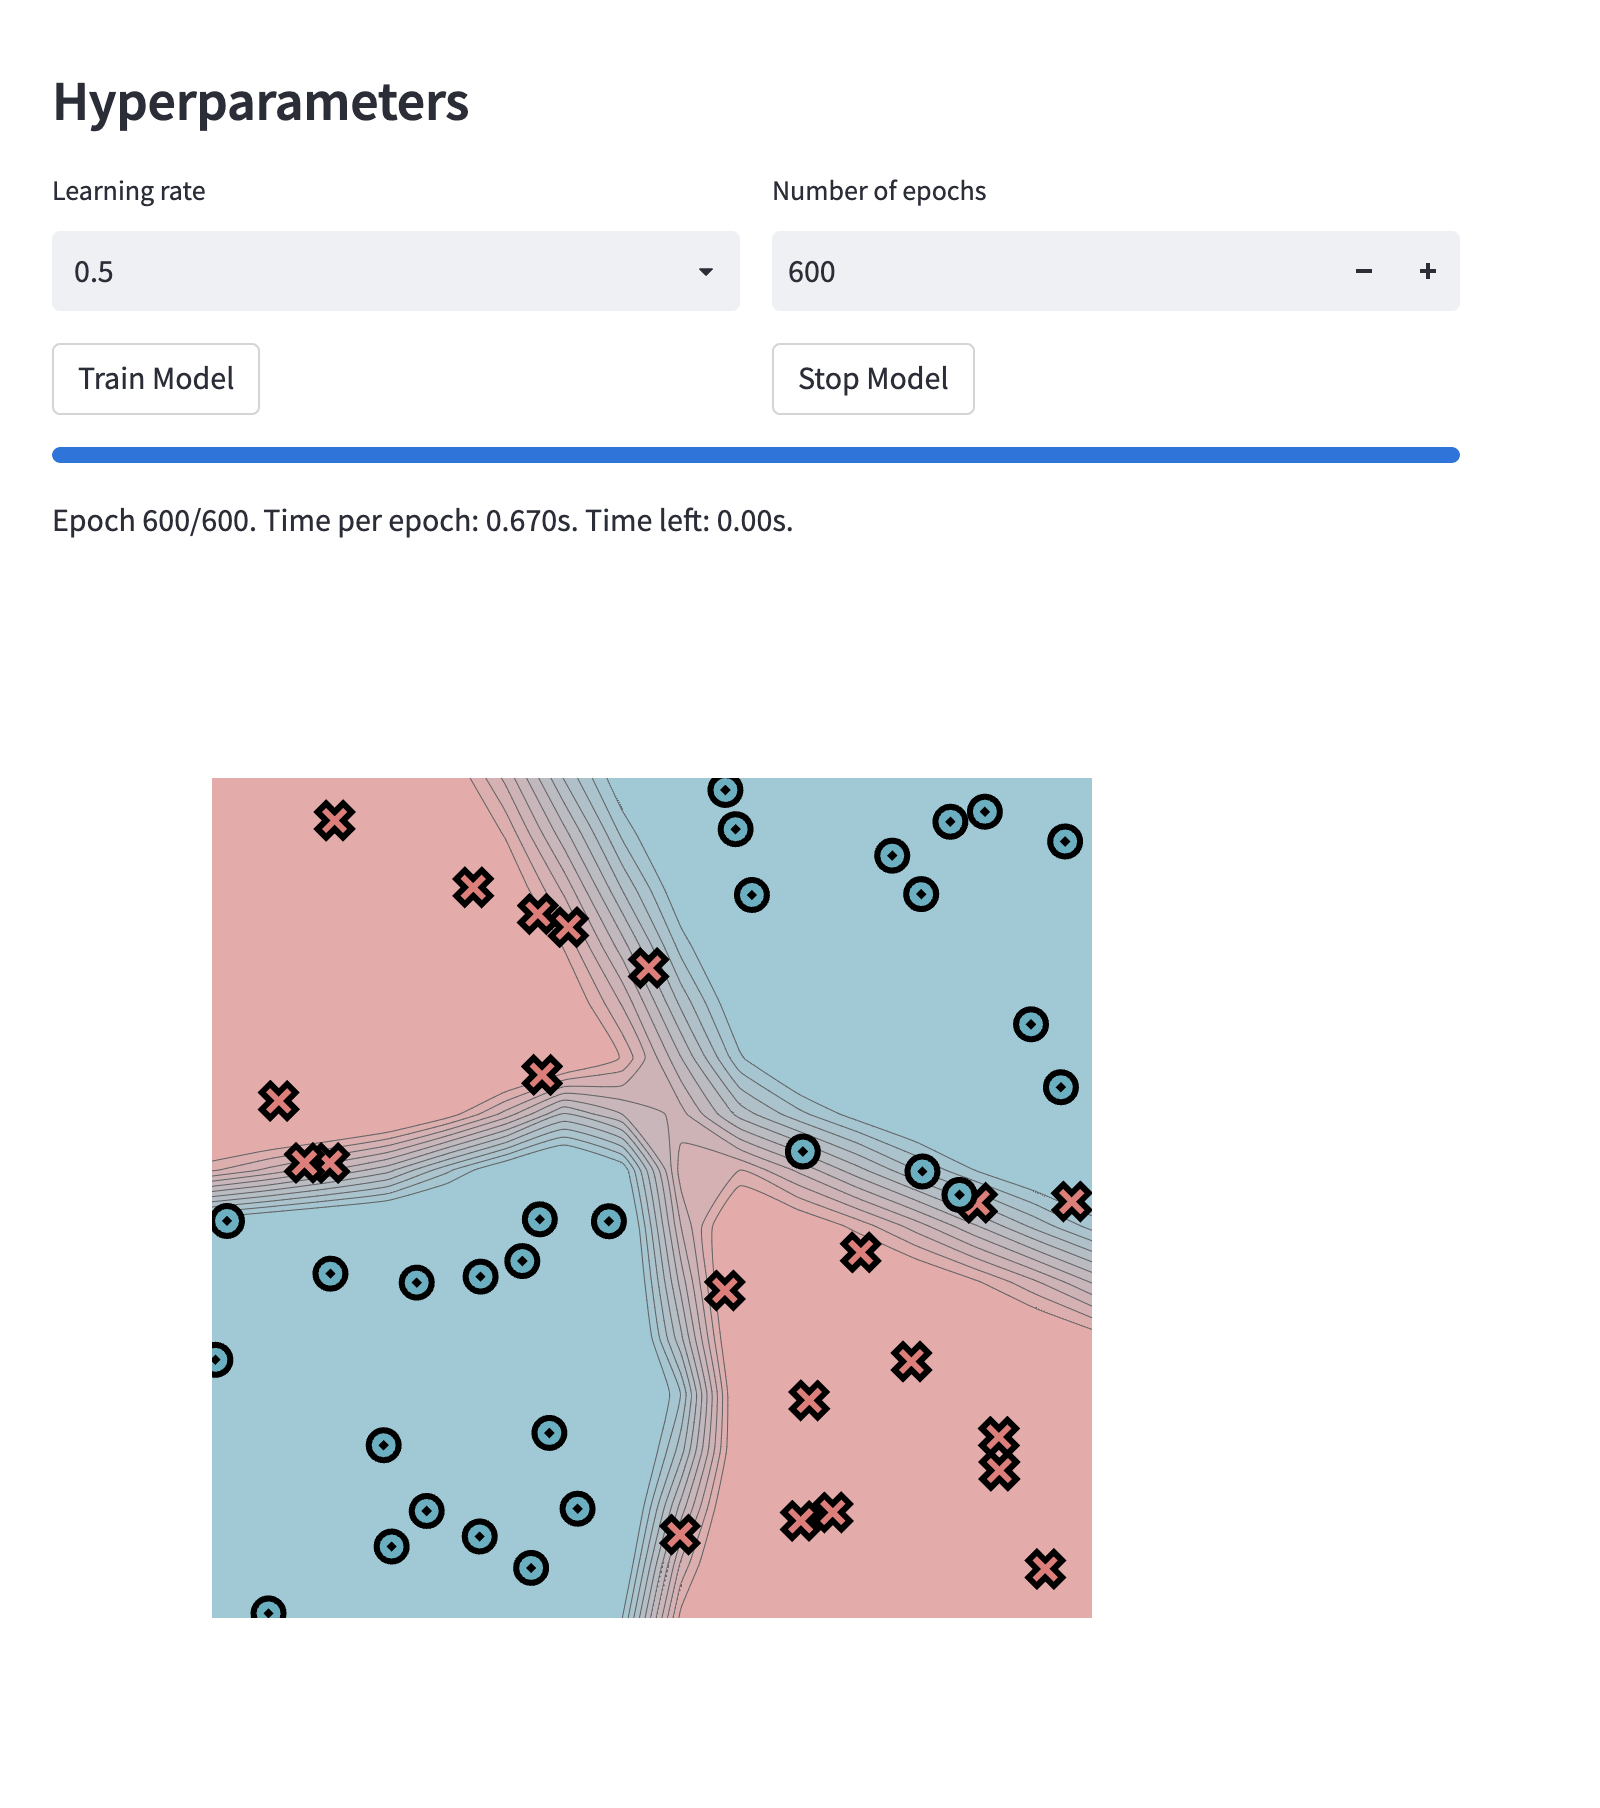 Hyperparameters
Learning rate
Number of epochs
0.5
600
Train Model
Stop Model
Epoch 600/600. Time per epoch: 0.670s. Time left: 0.00s.